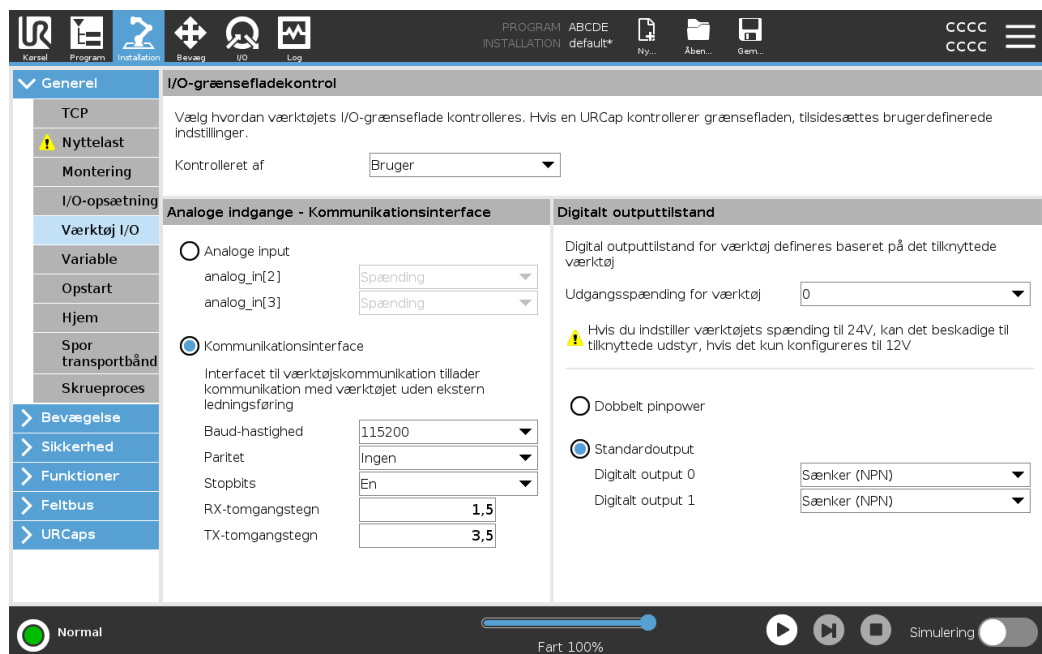 UR
Kørsel
Program
Installation
Bevæg
I/O
Log
PROGRAM ABCDE
INSTALLATION default*
Ny...
Åben...
Gem...
CCCC
CCCC
Generel
TCP
Nyttelast
Montering
I/O-opsætning
Værktøj I/O
Variable
Opstart
Hjem
Spor
transportbånd
Skrueproces
Bevægelse
Sikkerhed
Funktioner
Feltbus
URCaps
I/O-grænsefladekontrol
Vælg hvordan værktøjets I/O-grænseflade kontrolleres. Hvis en URCap kontrollerer grænsefladen, tilsidesættes brugerdefinerede
indstillinger.
Kontrolleret af Bruger
Analoge indgange - Kommunikationsinterface
Analoge input
analog_in[2] Spænding
analog_in[3] Spænding
Kommunikationsinterface
Interfacet til værktøjskommunikation tillader
kommunikation med værktøjet uden ekstern
ledningsføring
Baud-hastighed 115200
Paritet Ingen
Stopbits En
RX-tomgangstegn 1,5
TX-tomgangstegn 3,5
Digitalt outputtilstand
Digital outputtilstand for værktøj defineres baseret på det tilknyttede
værktøj
Udgangsspænding for værktøj 0
Hvis du indstiller værktøjets spænding til 24V, kan det beskadige til
tilknyttede udstyr, hvis det kun konfigureres til 12V
Dobbelt pinpower
Standardoutput
Digitalt output 0 Sænker (NPN)
Digitalt output 1 Sænker (NPN)
Normal
Fart 100%
Simulering